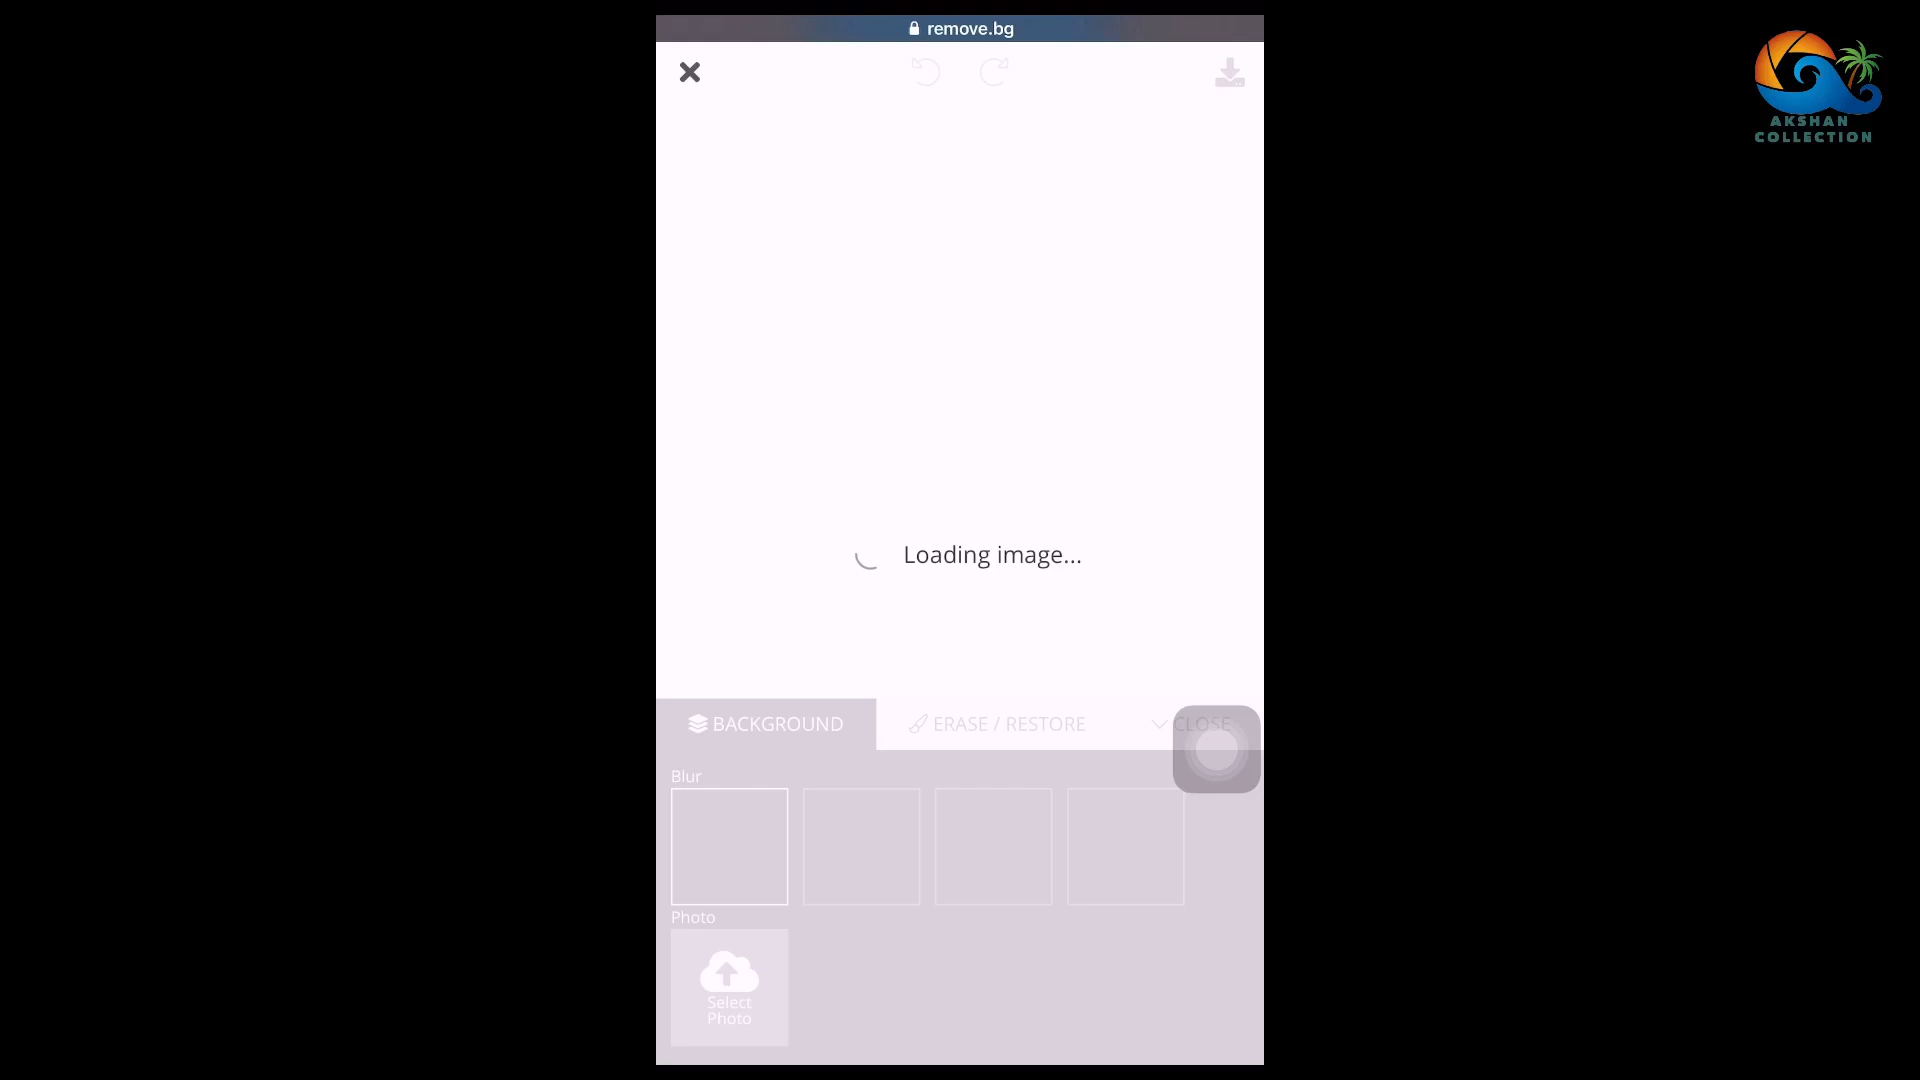 remove.bg
AKSHAN
COLLECTION
Loading image...
BACKGROUND
ERASE / RESTORE
CLOSE
Blur
Photo
Select
Photo